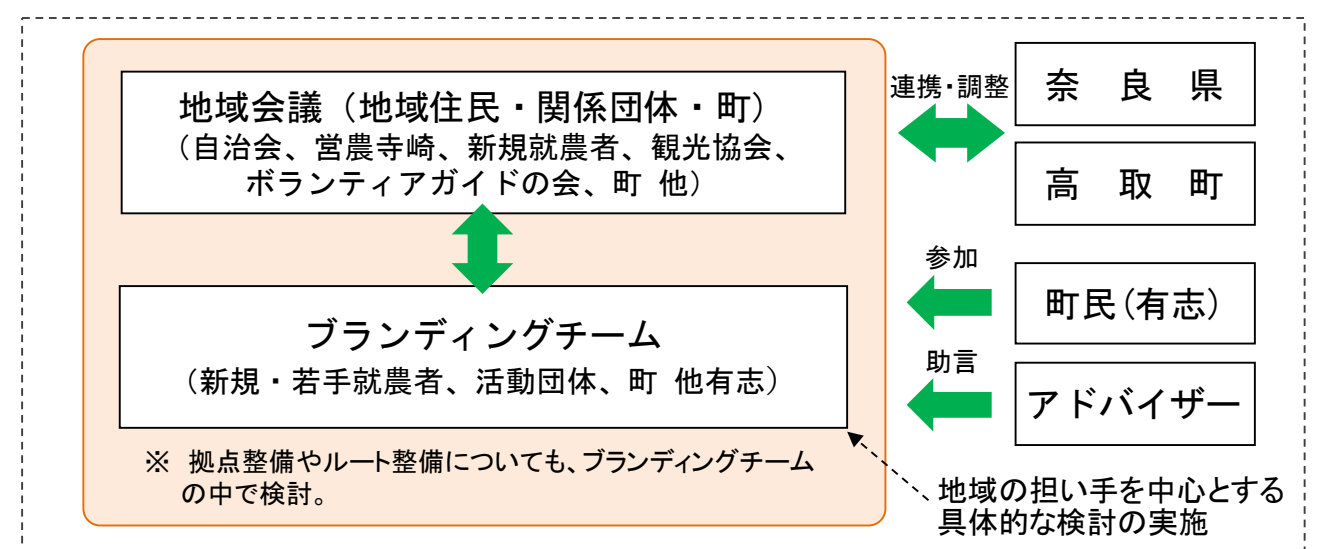 地域会議（地域住民・関係団体・町）
（自治会、営農寺崎、新規就農者、観光協会、
ボランティアガイドの会、町 他）
連携・調整
奈 良 県
高 取 町
ブランディングチーム
（新規・若手就農者、活動団体、町 他有志）
参加
町民（有志）
助言
アドバイザー
※ 拠点整備やルート整備についても、ブランディングチーム
の中で検討。
地域の担い手を中心とする
具体的な検討の実施